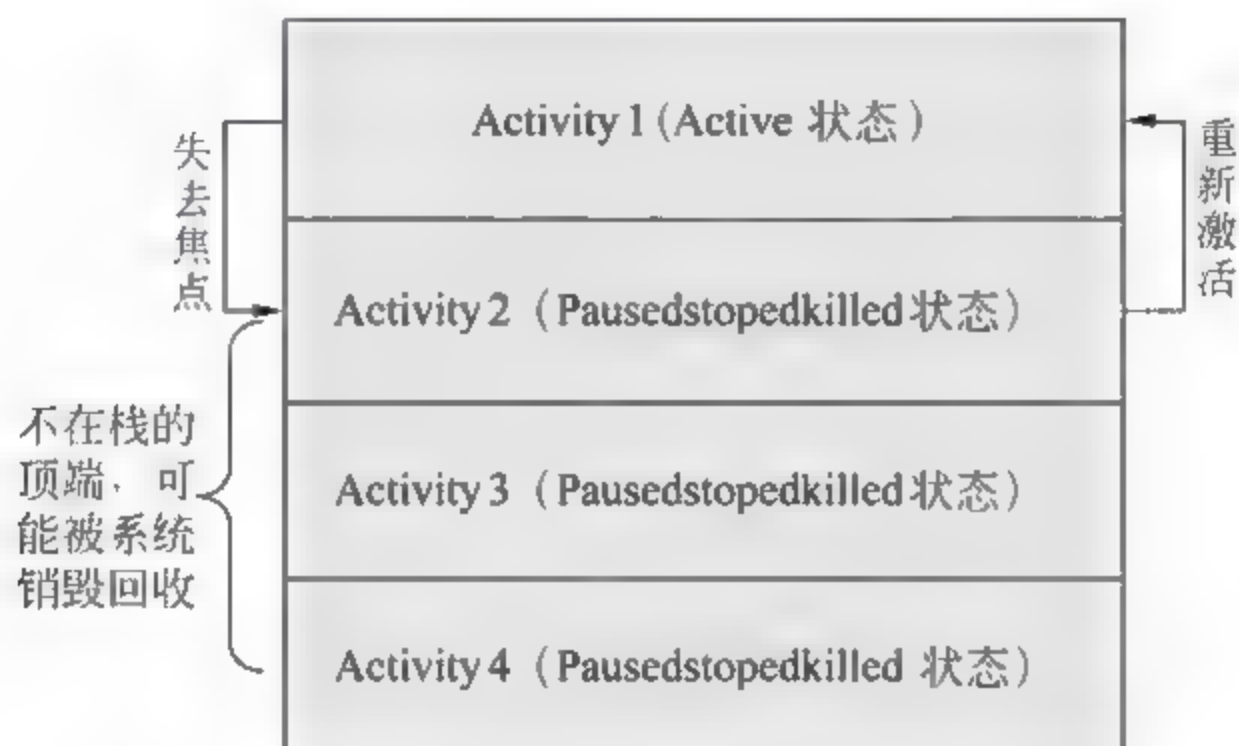 Activity 1 (Active 状态)
失去焦点
重新激活
Activity 2 (Pausedstopedkilled 状态)
不在栈的
顶端，可
能被系统
销毁回收
Activity 3 (Pausedstopedkilled 状态)
Activity 4 (Pausedstopedkilled 状态)